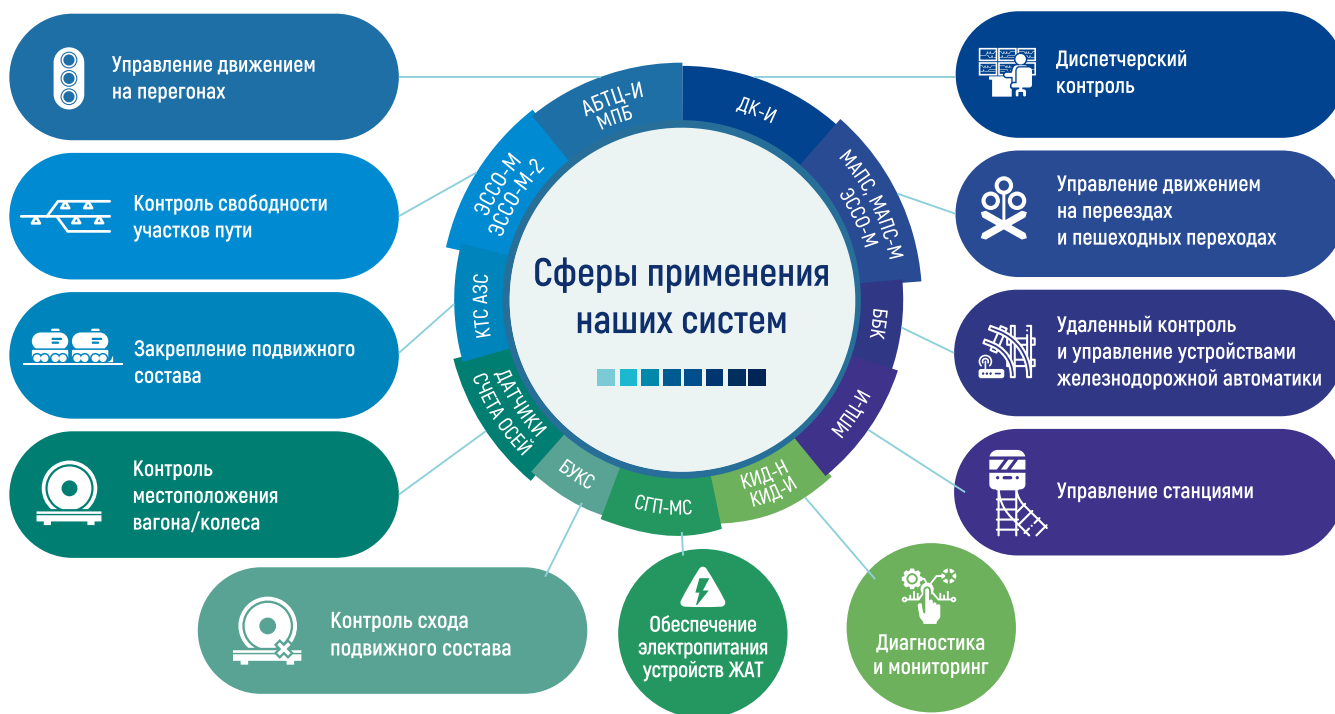 Управление движением
на перегонах
Контроль свободности
участков пути
Закрепление подвижного
состава
Контроль
местоположения
вагона/колеса
Контроль схода
подвижного состава
Обеспечение
электропитания
устройств ЖАТ
Диагностика
и мониторинг
Диспетчерский
контроль
Управление движением
на переездах
и пешеходных переходах
Удаленный контроль
и управление устройствами
железнодорожной автоматики
Управление станциями
АБТЦ-И
МПБ
ДК-И
МАПС, МАПС-М
ЭССО-М
ББК
МПЦ-И
КИД-Н
КИД-И
СГП-МС
БУКС
ДАТЧИКИ
СЧЕТА ОСЕЙ
КТС АЗС
ЭССО-М
ЭССО-М-2
Сферы применения
наших систем